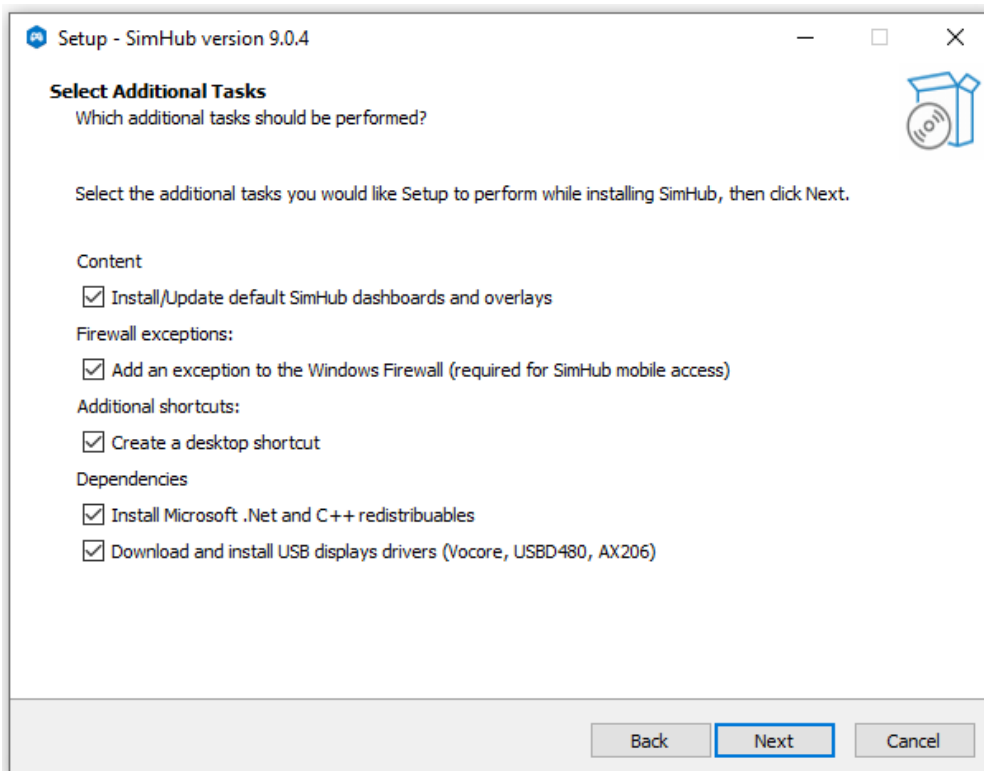 Setup - SimHub version 9.0.4
Select Additional Tasks
Which additional tasks should be performed?
Select the additional tasks you would like Setup to perform while installing SimHub, then click Next.
Content
Install/Update default SimHub dashboards and overlays
Firewall exceptions:
Add an exception to the Windows Firewall (required for SimHub mobile access)
Additional shortcuts:
Create a desktop shortcut
Dependencies
Install Microsoft .Net and C++ redistribuables
Download and install USB displays drivers (Vocore, USBD480, AX206)
Back Next Cancel